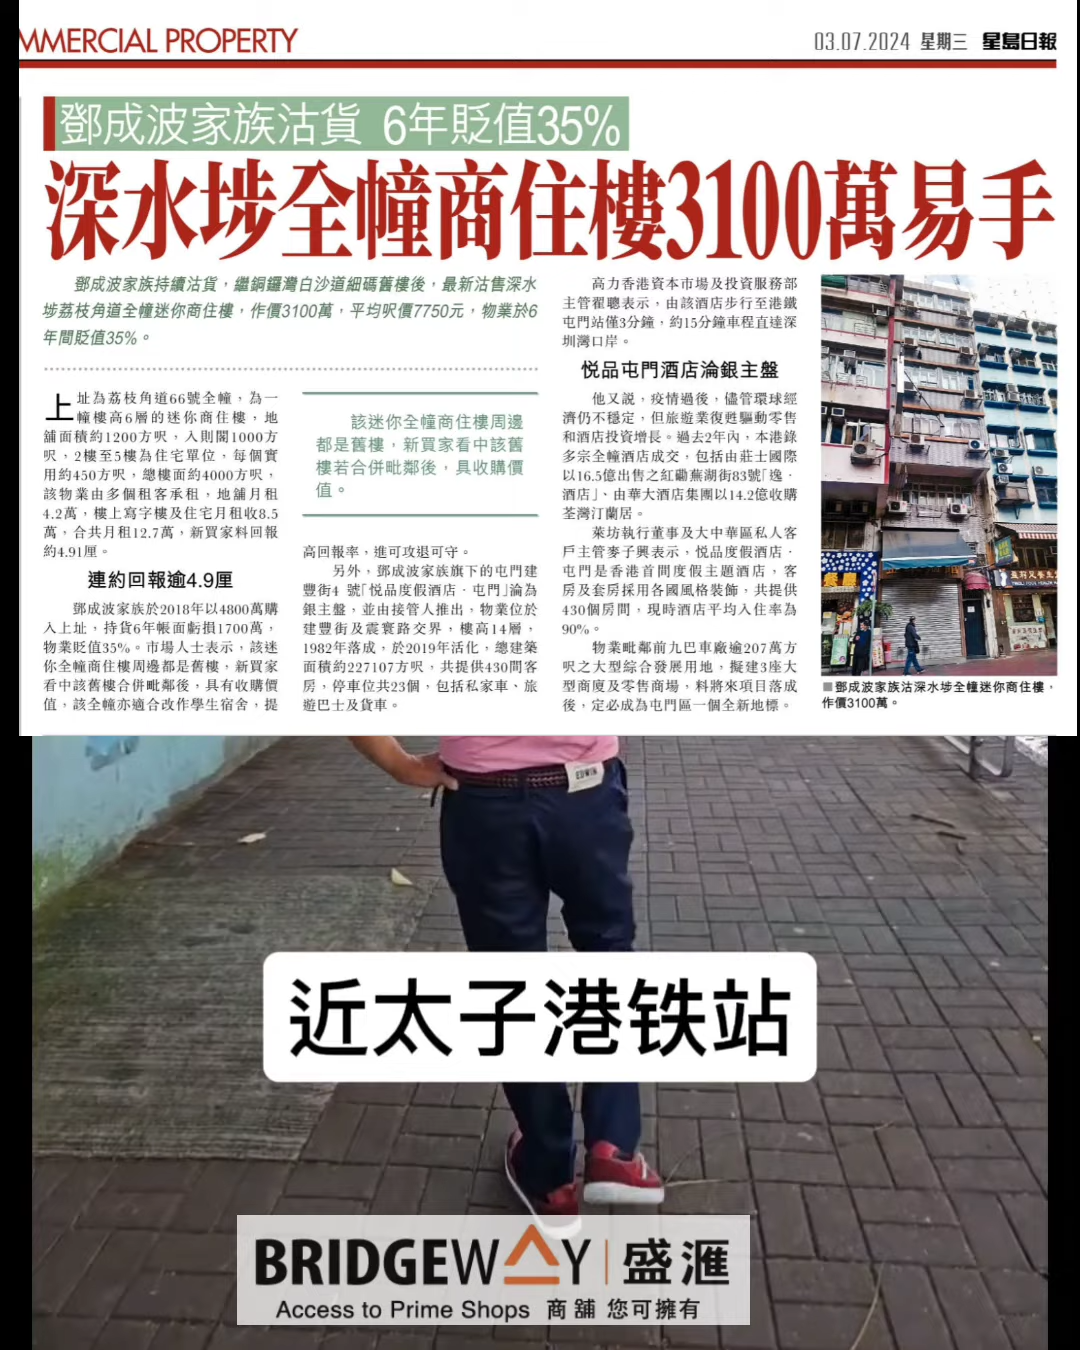 MMERCIAL PROPERTY
03.07.2024 星期三 星島日報
鄧成波家族沽貨 6年貶值35%
深水埗全幢商住樓3100萬易手
鄧成波家族持續沽貨，繼銅鑼灣白沙道細碼舊樓後，最新沽售深水
埗荔枝角道全幢迷你商住樓，作價3100萬，平均呎價7750元，物業於6
年間貶值35%。
上址為荔枝角道66號全幢，為一
幢樓高6層的迷你商住樓，地
舖面積約1200方呎，入則閣1000方
呎，2樓至5樓為住宅單位，每個實
用約450方呎，總樓面約4000方呎，
該物業由多個租客承租，地舖月租
4.2萬，樓上寫字樓及住宅月租收8.5
萬，合共月租12.7萬，新買家料回報
約4.91厘。
連約回報逾4.9厘
鄧成波家族於2018年以4800萬購
入上址，持貨6年帳面虧損1700萬，
物業貶值35%。市場人士表示，該迷
你全幢商住樓周邊都是舊樓，新買家
看中該舊樓合併毗鄰後，具有收購價
值，該全幢亦適合改作學生宿舍，提
該迷你全幢商住樓周邊
都是舊樓，新買家看中該舊
樓若合併毗鄰後，具收購價
值。
高回報率，進可攻退可守。
另外，鄧成波家族旗下的屯門建
豐街4 號「悅品度假酒店．屯門」淪為
銀主盤，並由接管人推出，物業位於
建豐街及震寰路交界，樓高14層，
1982年落成，於2019年活化，總建築
面積約227107方呎，共提供430間客
房，停車位共23個，包括私家車、旅
遊巴士及貨車。
高力香港資本市場及投資服務部
主管翟聰表示，由該酒店步行至港鐵
屯門站僅3分鐘，約15分鐘車程直達深
圳灣口岸。
悦品屯門酒店淪銀主盤
他又説，疫情過後，儘管環球經
濟仍不穩定，但旅遊業復甦驅動零售
和酒店投資增長。過去2年內，本港錄
多宗全幢酒店成交，包括由莊士國際
以16.5億出售之紅磡蕪湖街83號「逸．
酒店」、由華大酒店集團以14.2億收購
荃灣汀蘭居。
萊坊執行董事及大中華區私人客
戶主管麥子興表示，悦品度假酒店．
屯門是香港首間度假主題酒店，客
房及套房採用各國風格裝飾，共提供
430個房間，現時酒店平均入住率為
90%。
物業毗鄰前九巴車廠逾207萬方
呎之大型綜合發展用地，擬建3座大
型商廈及零售商場，料將來項目落成
後，定必成為屯門區一個全新地標。
■鄧成波家族沽深水埗全幢迷你商住樓，
作價3100萬。
EDWIN
近太子港铁站
BRIDGEWAY 盛滙
Access to Prime Shops 商舖 您可擁有